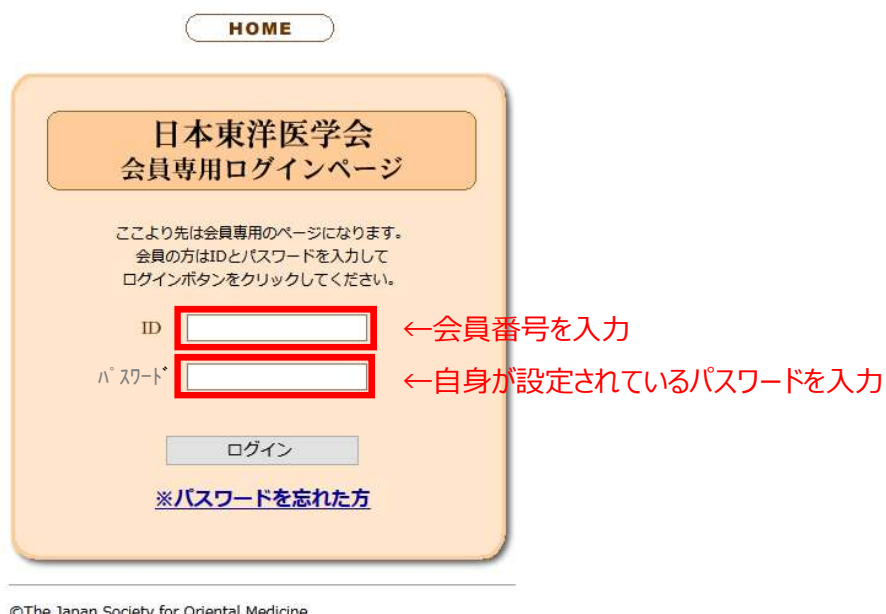 HOME
日本東洋医学会
会員専用ログインページ
ここより先は会員専用のページになります。
会員の方はIDとパスワードを入力して
ログインボタンをクリックしてください。
ID ←会員番号を入力
ﾊﾟｽﾜｰﾄﾞ ←自身が設定されているパスワードを入力
ログイン
※パスワードを忘れた方
©The Japan Society for Oriental Medicine